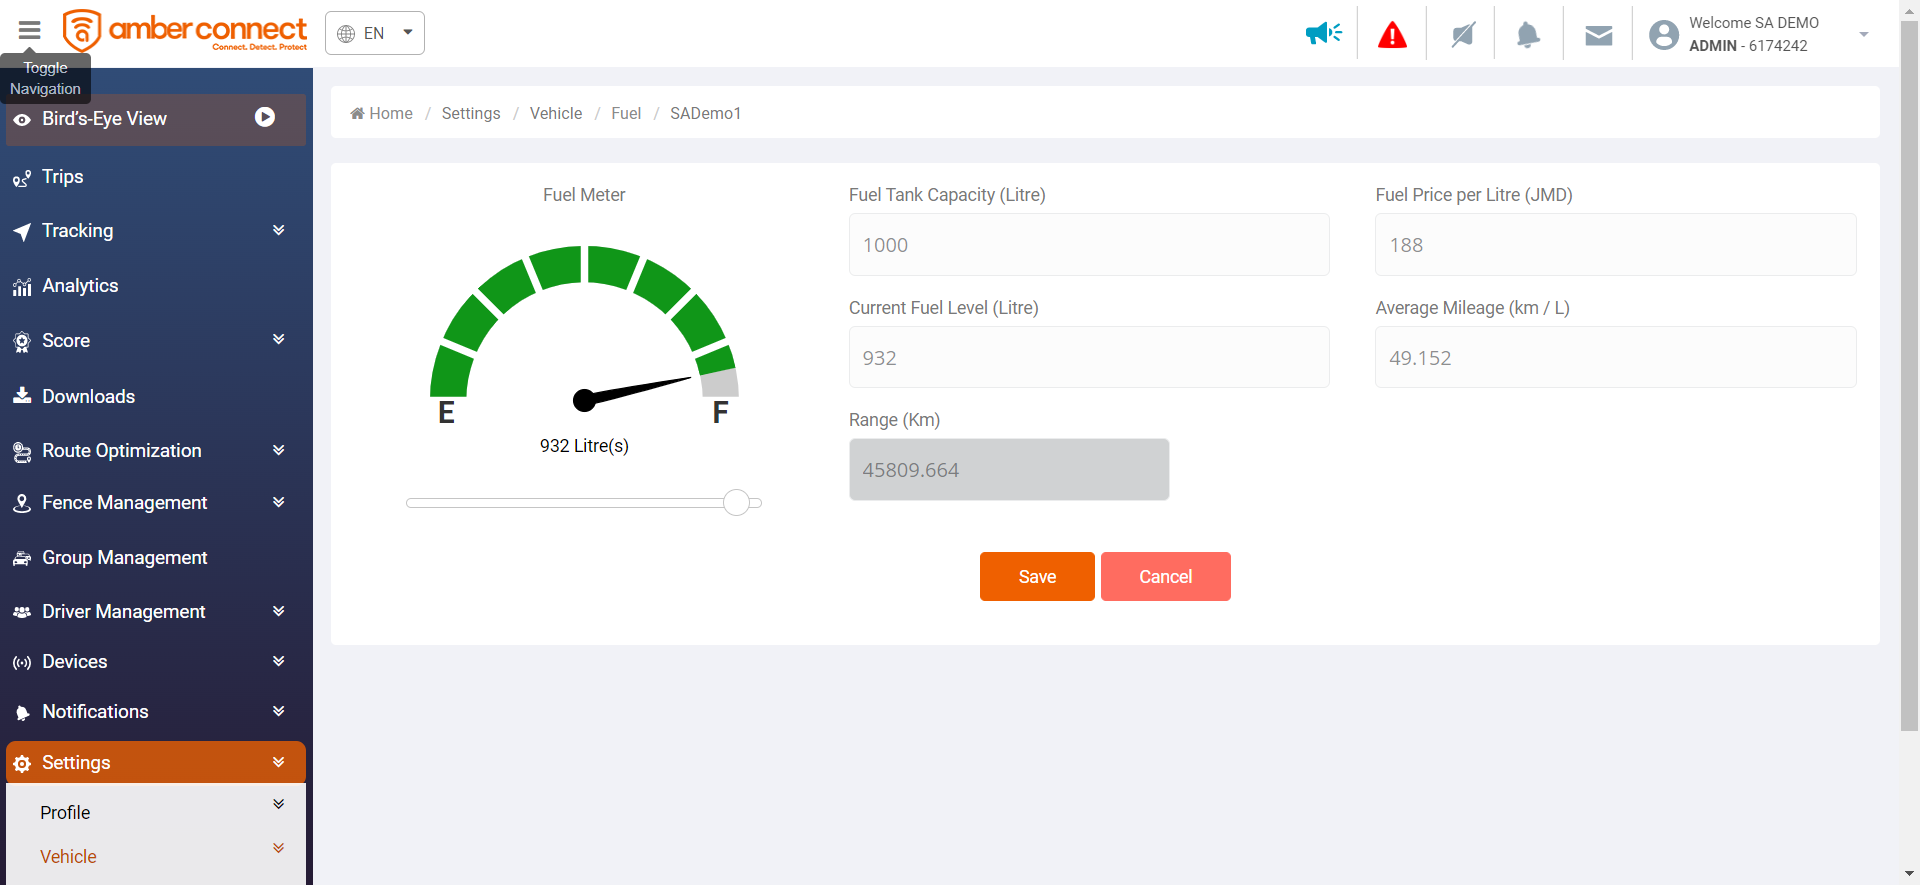 amber connect
Connect. Detect. Protect
EN
Welcome SA DEMO
ADMIN - 6174242
Toggle
Navigation
Bird’s-Eye View
Trips
Tracking
Analytics
Score
Downloads
Route Optimization
Fence Management
Group Management
Driver Management
Devices
Notifications
Settings
Profile
Vehicle
Home / Settings / Vehicle / Fuel / SADemo1
Fuel Meter
E
F
932 Litre(s)
Fuel Tank Capacity (Litre)
1000
Fuel Price per Litre (JMD)
188
Current Fuel Level (Litre)
932
Average Mileage (km / L)
49.152
Range (Km)
45809.664
Save
Cancel